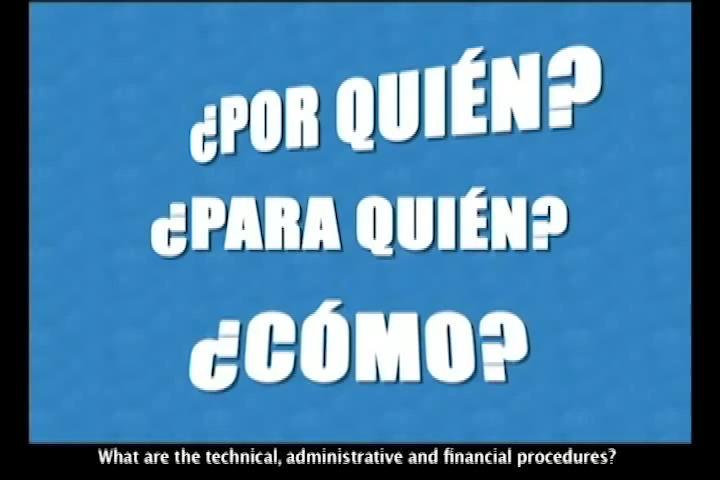 ¿POR QUIÉN?
¿PARA QUIÉN?
¿CÓMO?
What are the technical, administrative and financial procedures?